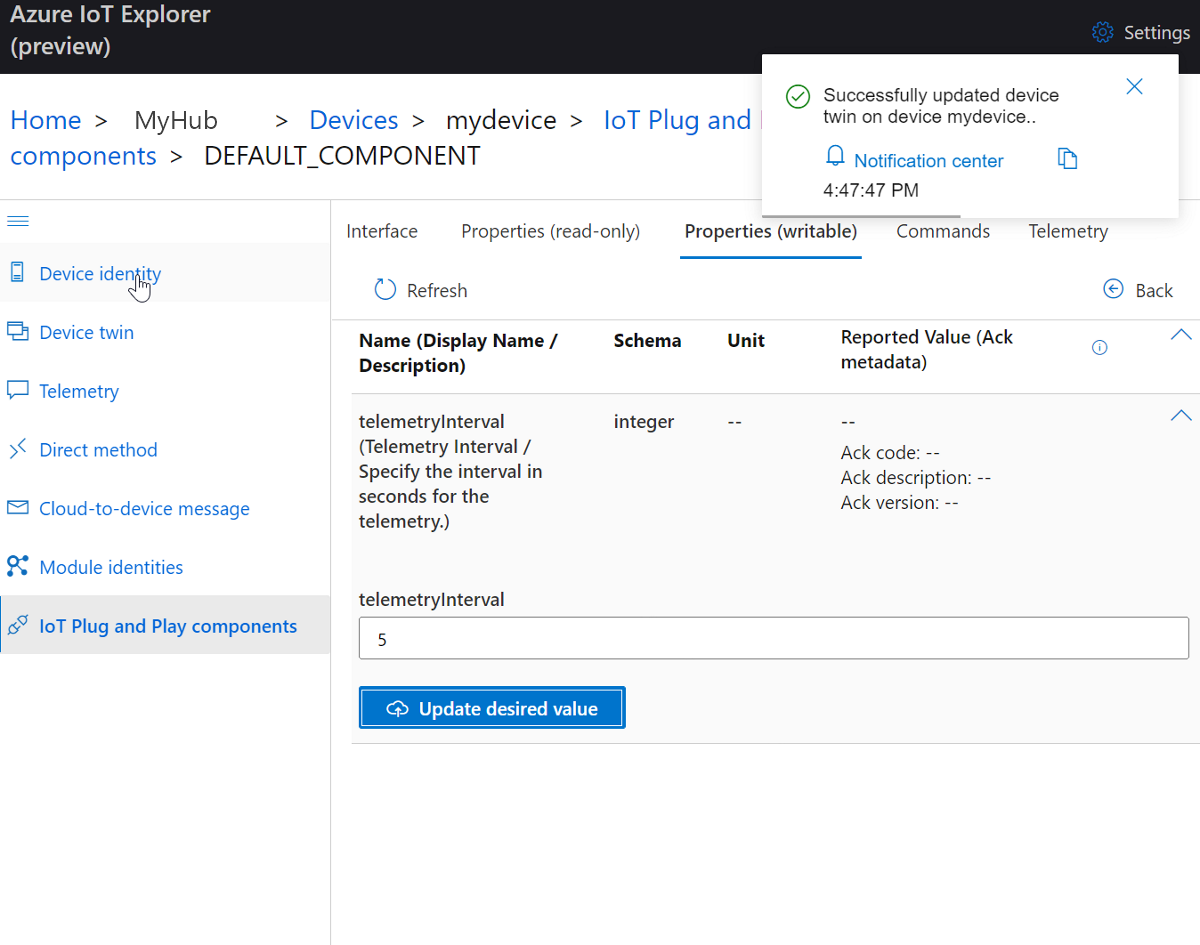 Azure IoT Explorer
(preview)
Settings
Successfully updated device
twin on device mydevice..
Notification center
4:47:47 PM
Home > MyHub > Devices > mydevice > IoT Plug and
components > DEFAULT_COMPONENT
Device identity
Device twin
Telemetry
Direct method
Cloud-to-device message
Module identities
IoT Plug and Play components
Interface Properties (read-only) Properties (writable) Commands Telemetry
Refresh
Back
Name (Display Name /
Description)
Schema
Unit
Reported Value (Ack
metadata)
telemetryInterval
(Telemetry Interval /
Specify the interval in
seconds for the
telemetry.)
integer
--
--
Ack code: --
Ack description: --
Ack version: --
telemetryInterval
5
Update desired value